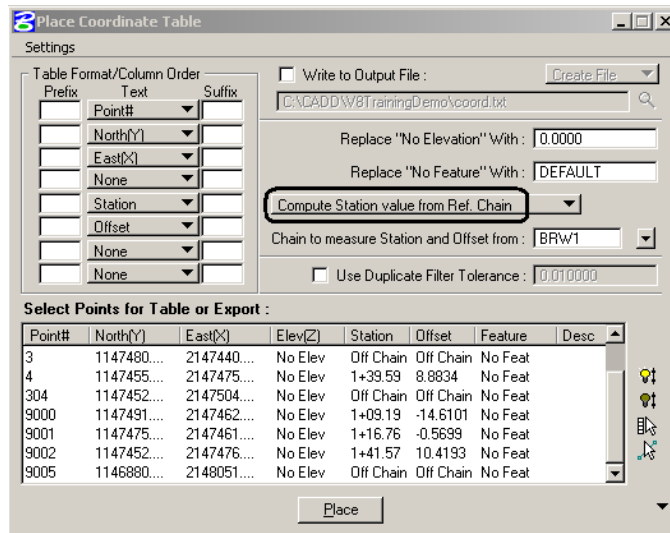 Place Coordinate Table
Settings
Table Format/Column Order
Prefix Text Suffix
Point#
North(Y)
East(X)
None
Station
Offset
None
None
Write to Output File :
Create File
C:\CADD\W8TrainingDemo\coord.txt
Replace "No Elevation" With : 0.0000
Replace "No Feature" With : DEFAULT
Compute Station value from Ref. Chain
Chain to measure Station and Offset from : BRW1
Use Duplicate Filter Tolerance : 0.010000
Select Points for Table or Export :
Point# North(Y) East(X) Elev(Z) Station Offset Feature Desc
3 1147480.... 2147440.... No Elev Off Chain Off Chain No Feat
4 1147455.... 2147475.... No Elev 1+39.59 8.8834 No Feat
304 1147452.... 2147504.... No Elev Off Chain Off Chain No Feat
9000 1147491.... 2147462.... No Elev 1+09.19 -14.6101 No Feat
9001 1147475.... 2147461.... No Elev 1+16.76 -0.5699 No Feat
9002 1147452.... 2147476.... No Elev 1+41.57 10.4193 No Feat
9005 1146880.... 2148051.... No Elev Off Chain Off Chain No Feat
Place